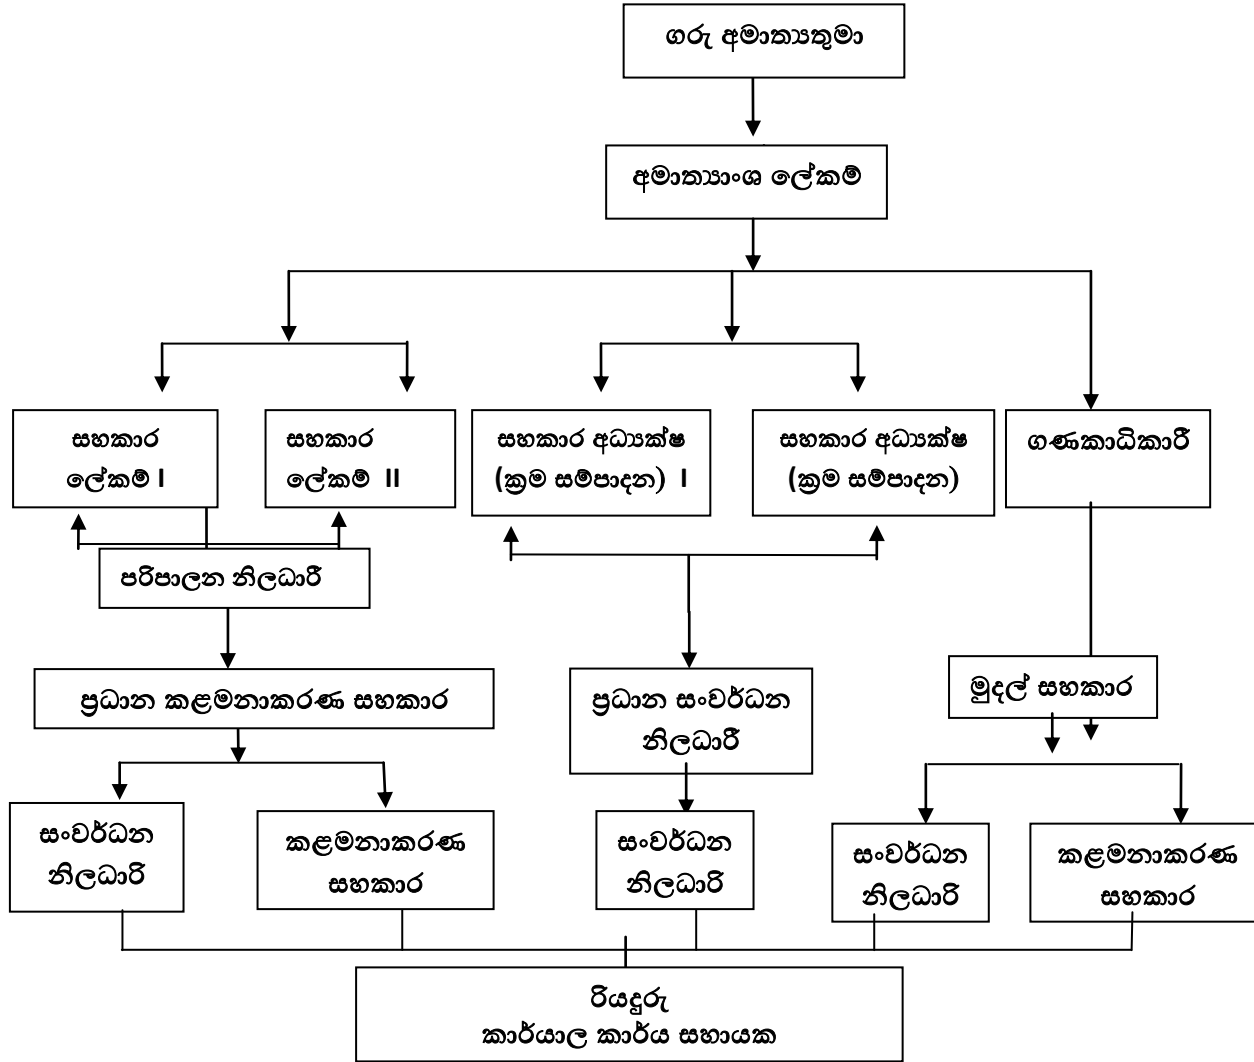 ගරු අමාත්‍යතුමා
අමාත්‍යාංශ ලේකම්
සහකාර
ලේකම් I
සහකාර
ලේකම් II
සහකාර අධ්‍යක්ෂ
(ක්‍රම සම්පාදන) I
සහකාර අධ්‍යක්ෂ
(ක්‍රම සම්පාදන)
ගණකාධිකාරී
පරිපාලන නිලධාරී
ප්‍රධාන කළමනාකරණ සහකාර
ප්‍රධාන සංවර්ධන
නිලධාරී
මුදල් සහකාර
සංවර්ධන
නිලධාරි
කළමනාකරණ
සහකාර
සංවර්ධන
නිලධාරි
සංවර්ධන
නිලධාරි
කළමනාකරණ
සහකාර
රියදුරු
කාර්යාල කාර්ය සහායක